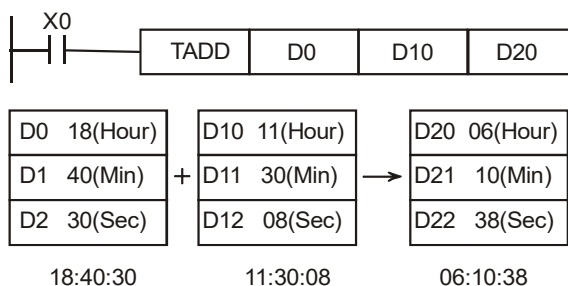 X0
TADD D0 D10 D20
D0 18(Hour) D10 11(Hour) D20 06(Hour)
D1 40(Min) + D11 30(Min) → D21 10(Min)
D2 30(Sec) D12 08(Sec) D22 38(Sec)
18:40:30 11:30:08 06:10:38